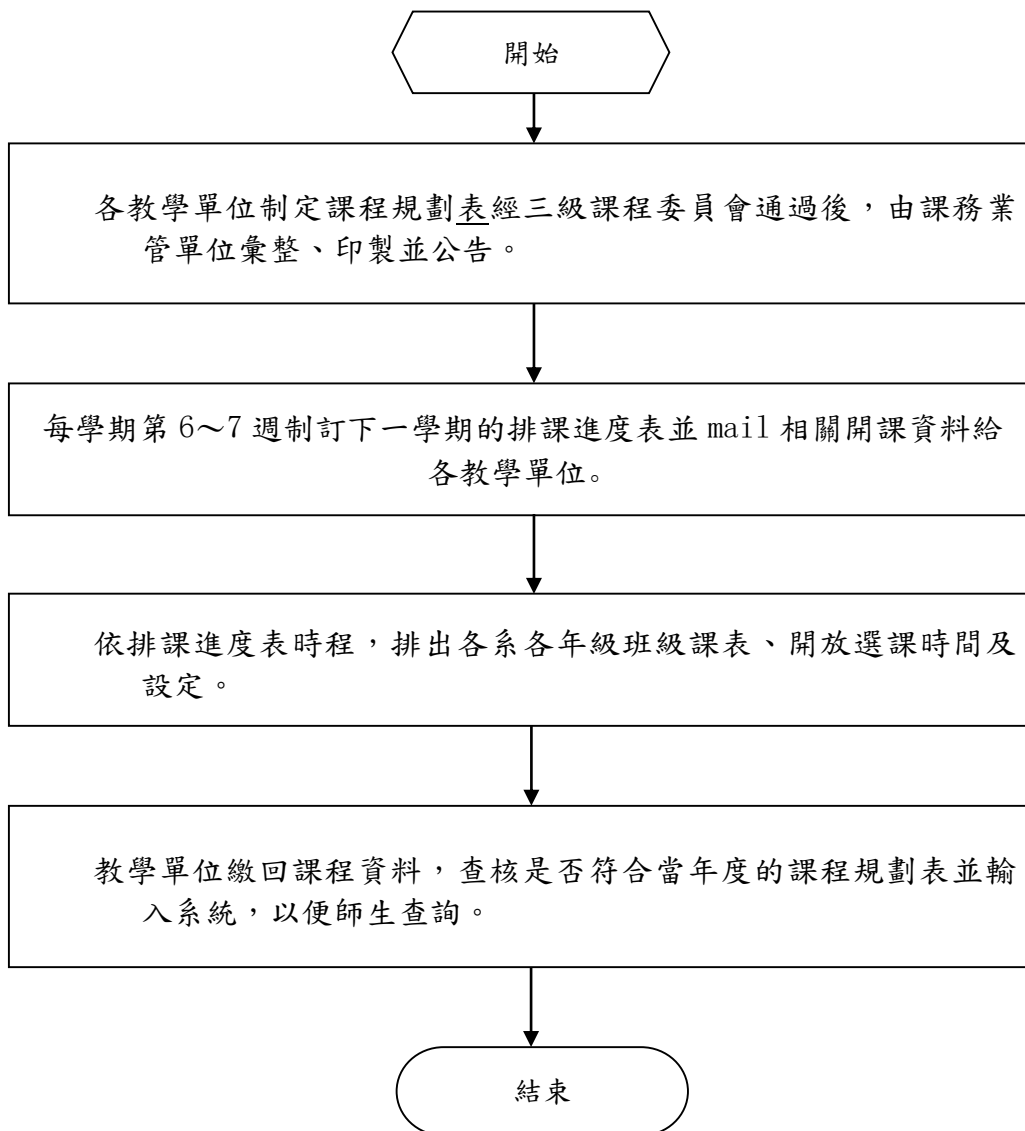 開始
各教學單位制定課程規劃表經三級課程委員會通過後，由課務業
管單位彙整、印製並公告。
每學期第 6～7 週制訂下一學期的排課進度表並 mail 相關開課資料給
各教學單位。
依排課進度表時程，排出各系各年級班級課表、開放選課時間及
設定。
教學單位繳回課程資料，查核是否符合當年度的課程規劃表並輸
入系統，以便師生查詢。
結束